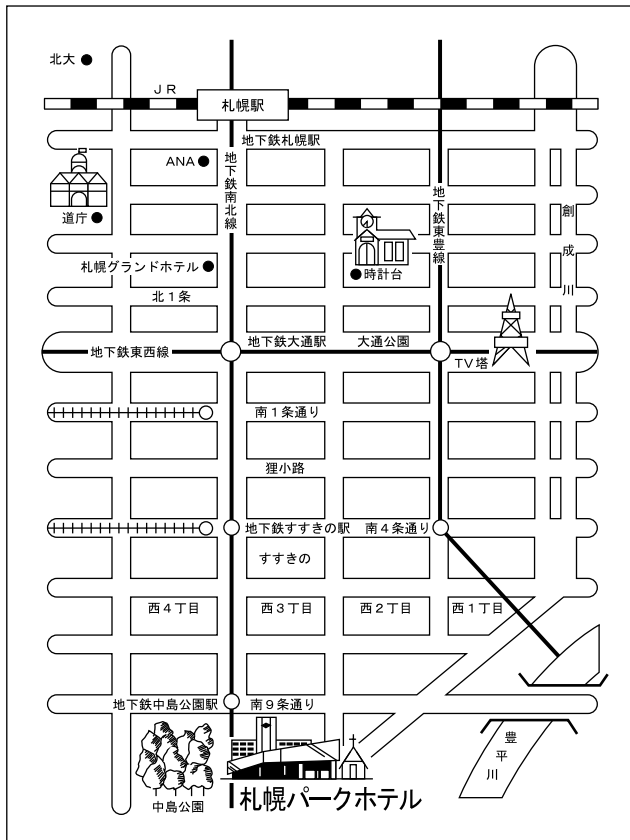 北大
JR
札幌駅
地下鉄札幌駅
ANA
地下鉄南北線
地下鉄東豊線
道庁
創成川
札幌グランドホテル
時計台
北1条
地下鉄東西線
地下鉄大通駅
大通公園
TV塔
南1条通り
狸小路
地下鉄すすきの駅
南4条通り
すすきの
西4丁目
西3丁目
西2丁目
西1丁目
地下鉄中島公園駅
南9条通り
豊平川
中島公園
札幌パークホテル